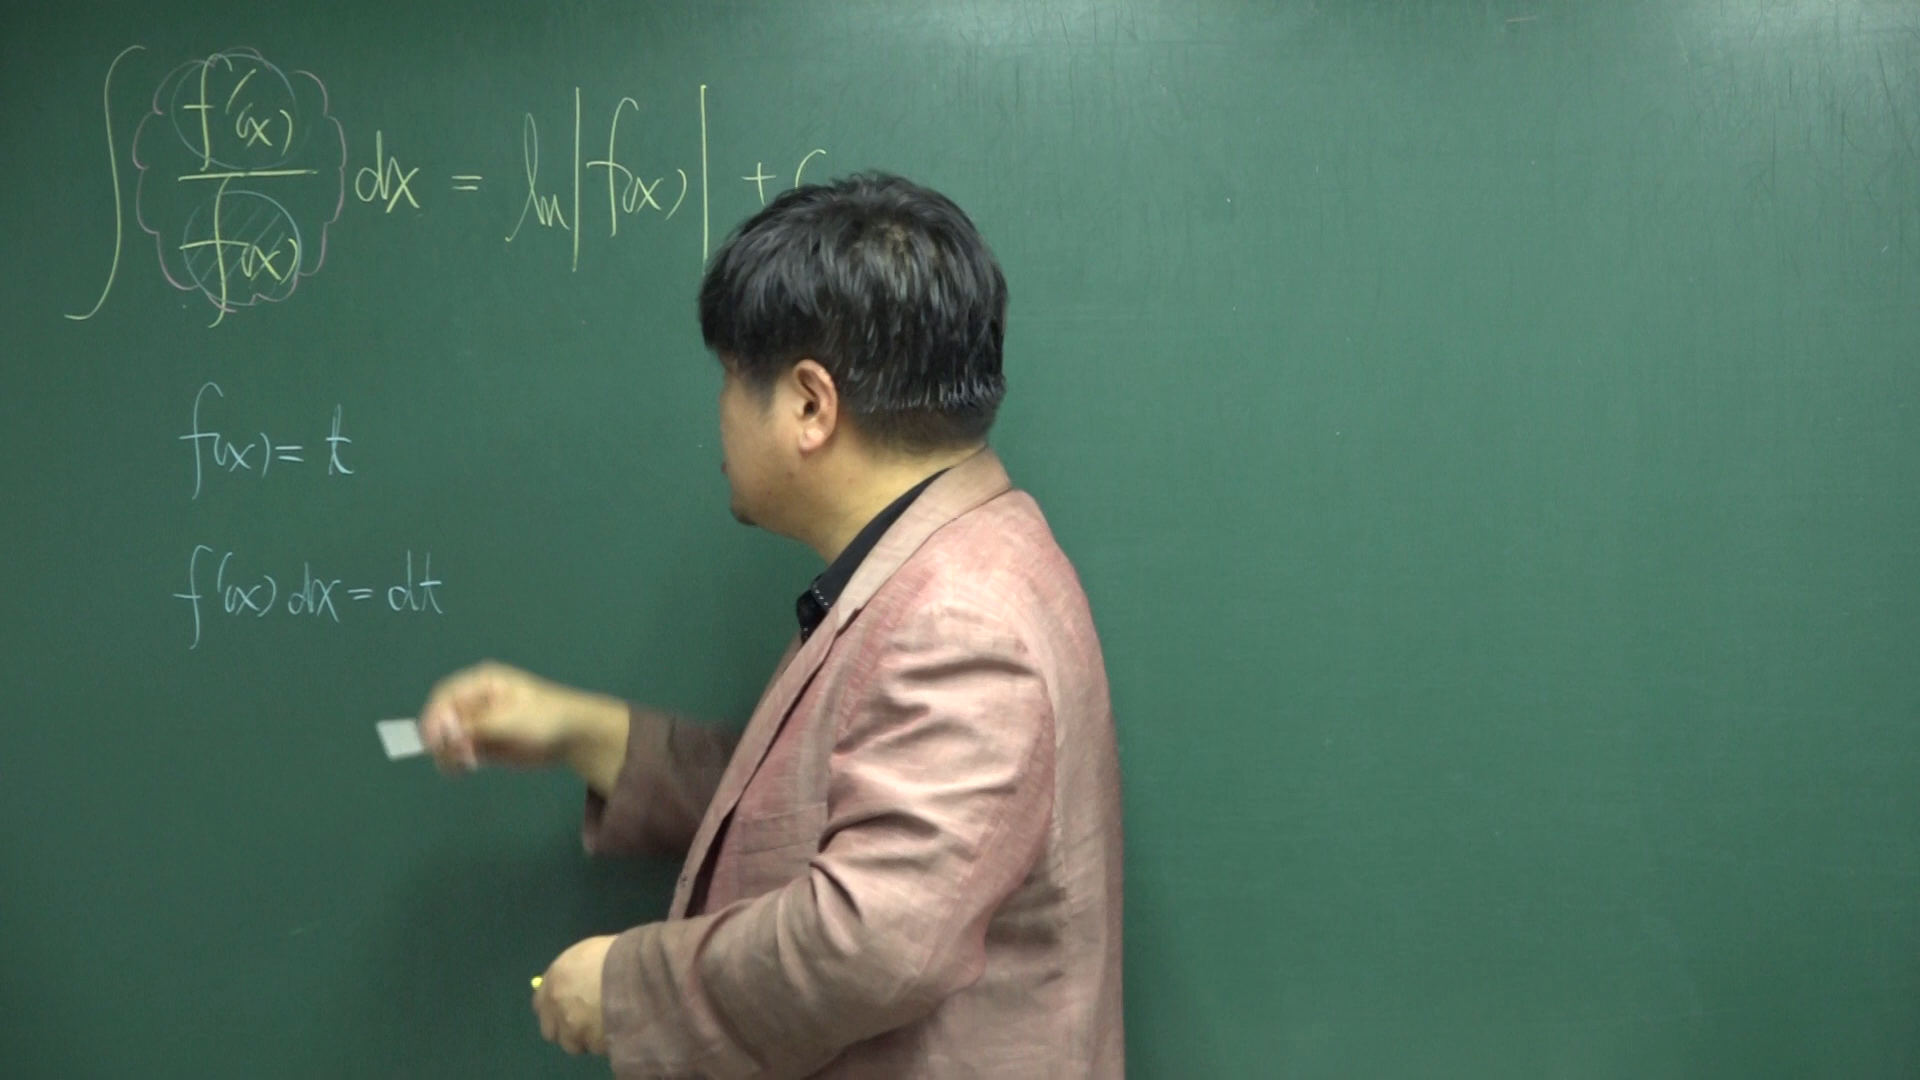 ∫ f'(x)/f(x) dx = ln|f(x)| +
f(x) = t
f'(x) dx = dt